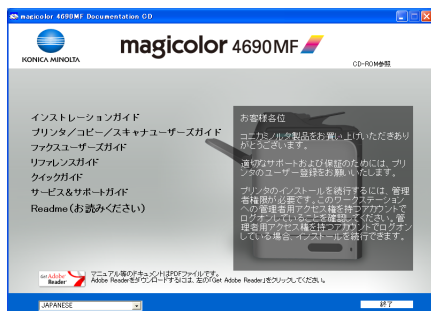 magicolor 4690MF Documentation CD
KONICA MINOLTA
magicolor 4690MF
CD-ROM参照
インストレーションガイド
プリンタ/コピー/スキャナユーザーズガイド
ファクスユーザーズガイド
リファレンスガイド
クイックガイド
サービス&サポートガイド
Readme(お読みください)
お客様各位
コニカミノルタ製品をお買い上げいただきあり
がとうございます。
適切なサポートおよび保証のためには、プリ
ンタのユーザー登録をお願いいたします。
プリンタのインストールを続行するには、管理
者権限が必要です。このワークステーション
への管理者用アクセス権を持つアカウントで
ログオンしていることを確認してください。管
理者用アクセス権を持つアカウントでログオン
している場合、インストールを続行できます。
Get Adobe Reader
マニュアル等のドキュメントはPDFファイルです。
Adobe Readerをダウンロードするには、左の「Get Adobe Reader」をクリックしてください。
JAPANESE
終了